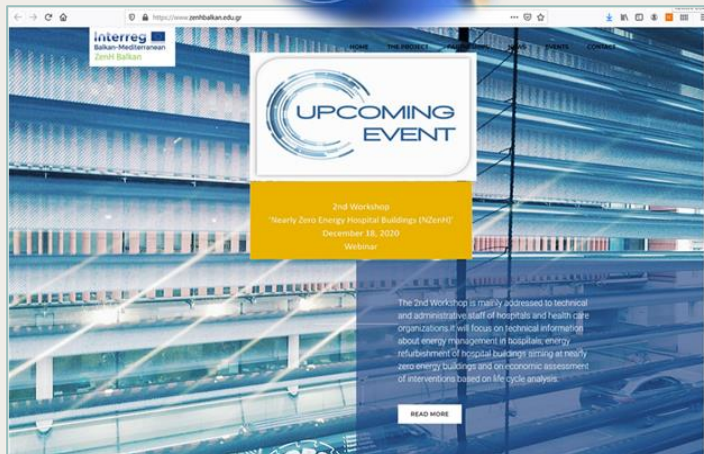 https://www.zenhbalkan.edu.gr
Interreg
Balkan-Mediterranean
ZenH Balkan
HOME THE PROJECT NEWS EVENTS CONTACT
UPCOMING
EVENT
2nd Workshop
'Nearly Zero Energy Hospital Buildings (NZenH)'
December 18, 2020
Webinar
The 2nd Workshop is mainly addressed to technical
and administrative staff of hospitals and health care
organizations. It will focus on technical information
about energy management in hospitals, energy
refurbishment of hospital buildings aiming at nearly
zero energy buildings and on economic assessment
of interventions based on life cycle analysis.
READ MORE